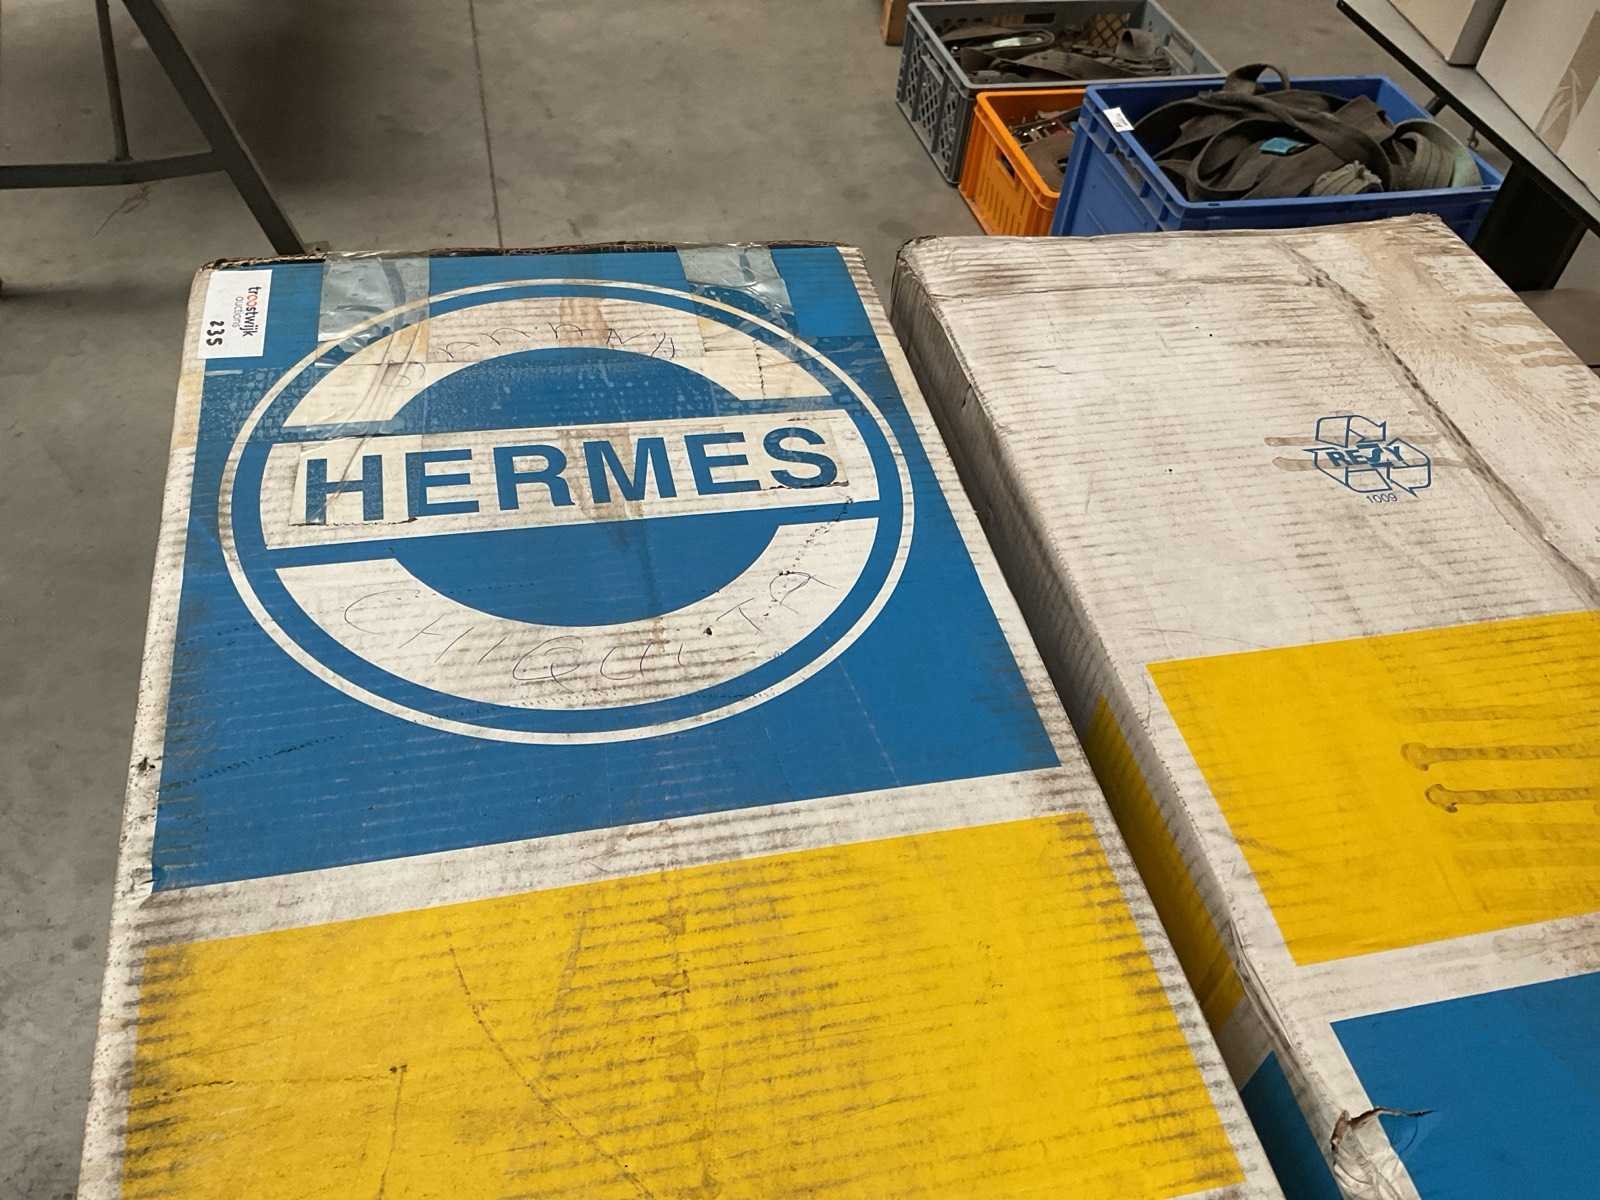 troostwijk
auctions
235
HERMES
CHIQUITA
RESY
1009